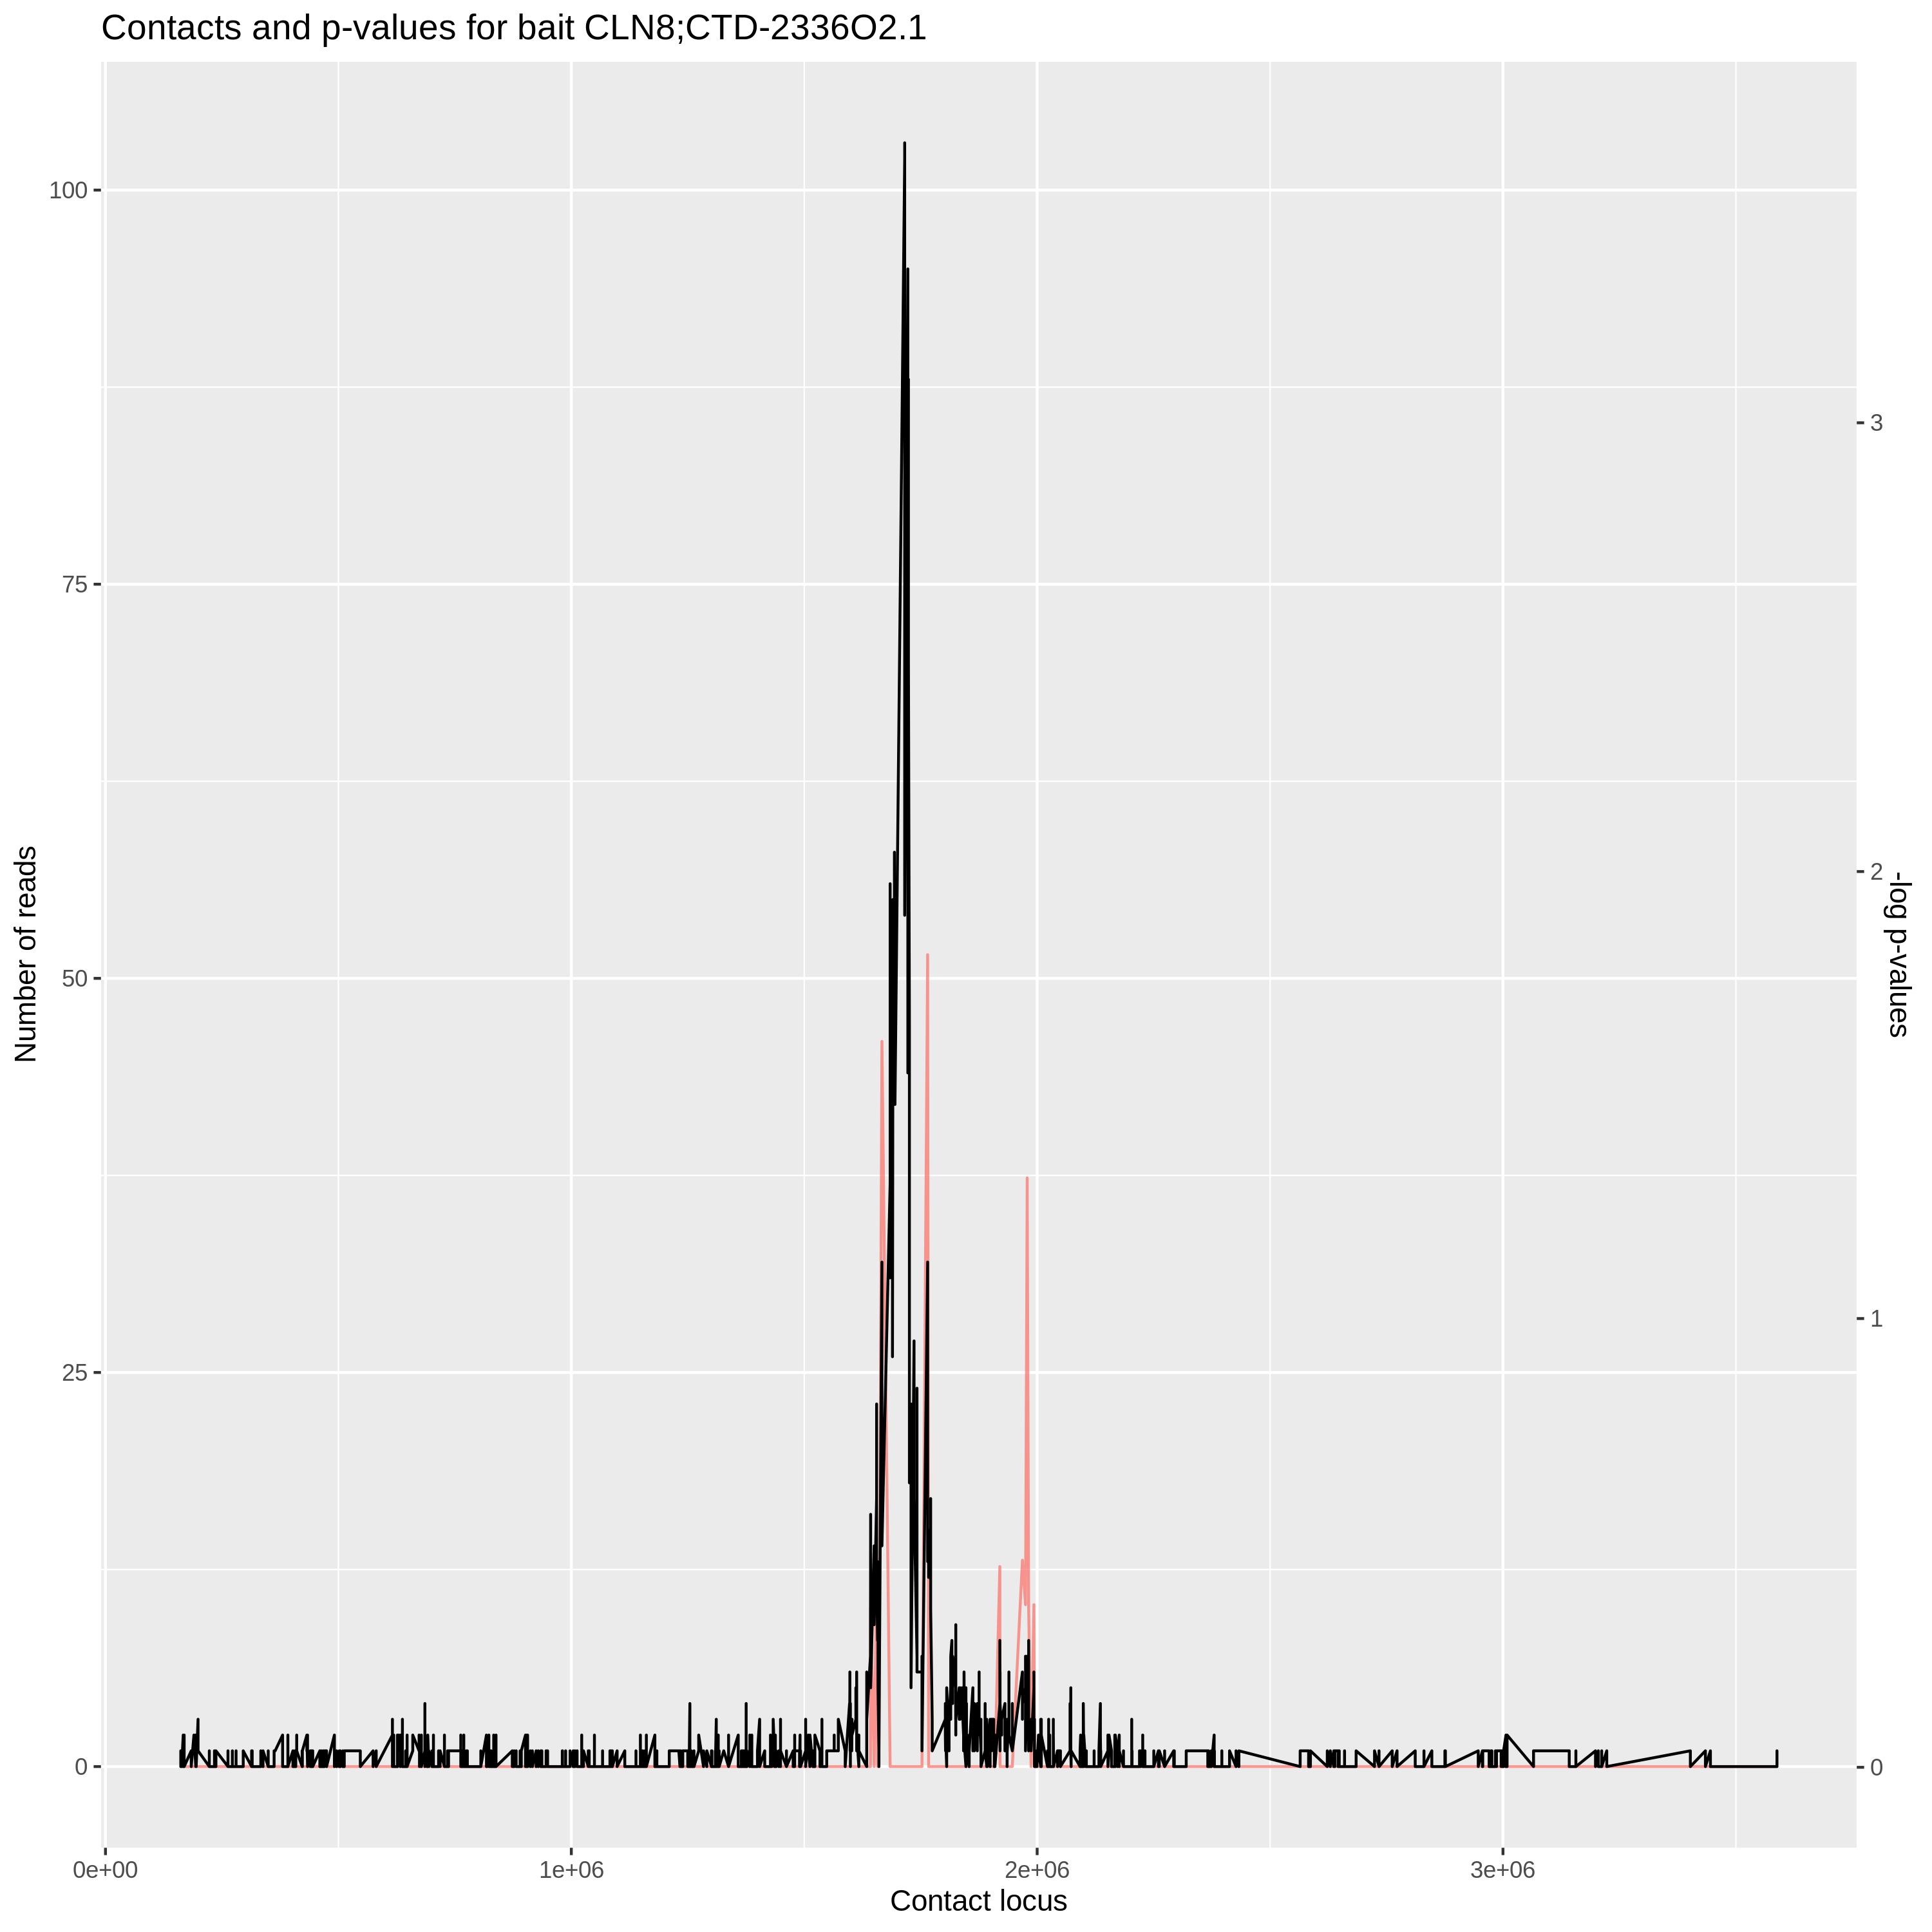 Contacts and p-values for bait CLN8;CTD-2336O2.1
100
75
50
25
0
Number of reads
3
2
1
0
-log p-values
0e+00
1e+06
2e+06
3e+06
Contact locus